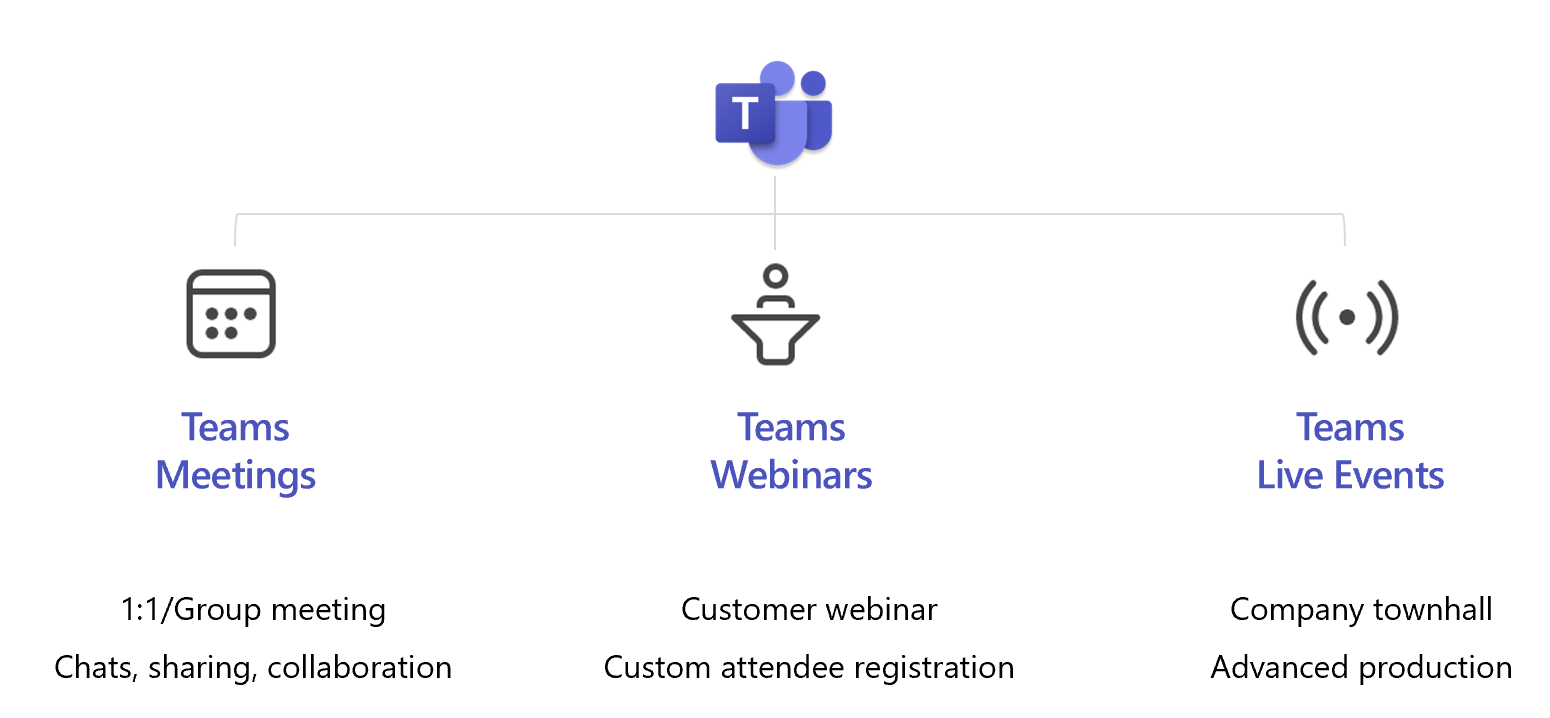 T
Teams
Meetings
1:1/Group meeting
Chats, sharing, collaboration
Teams
Webinars
Customer webinar
Custom attendee registration
Teams
Live Events
Company townhall
Advanced production